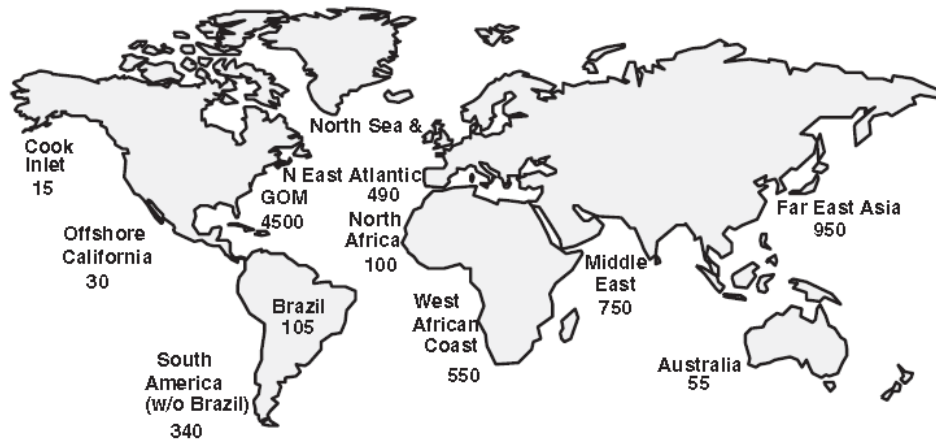 North Sea &
N East Atlantic
490
Cook
Inlet
15
GOM
4500
Offshore
California
30
North
Africa
100
Far East Asia
950
Middle
East
750
Brazil
105
West
African
Coast
550
South
America
(w/o Brazil)
340
Australia
55